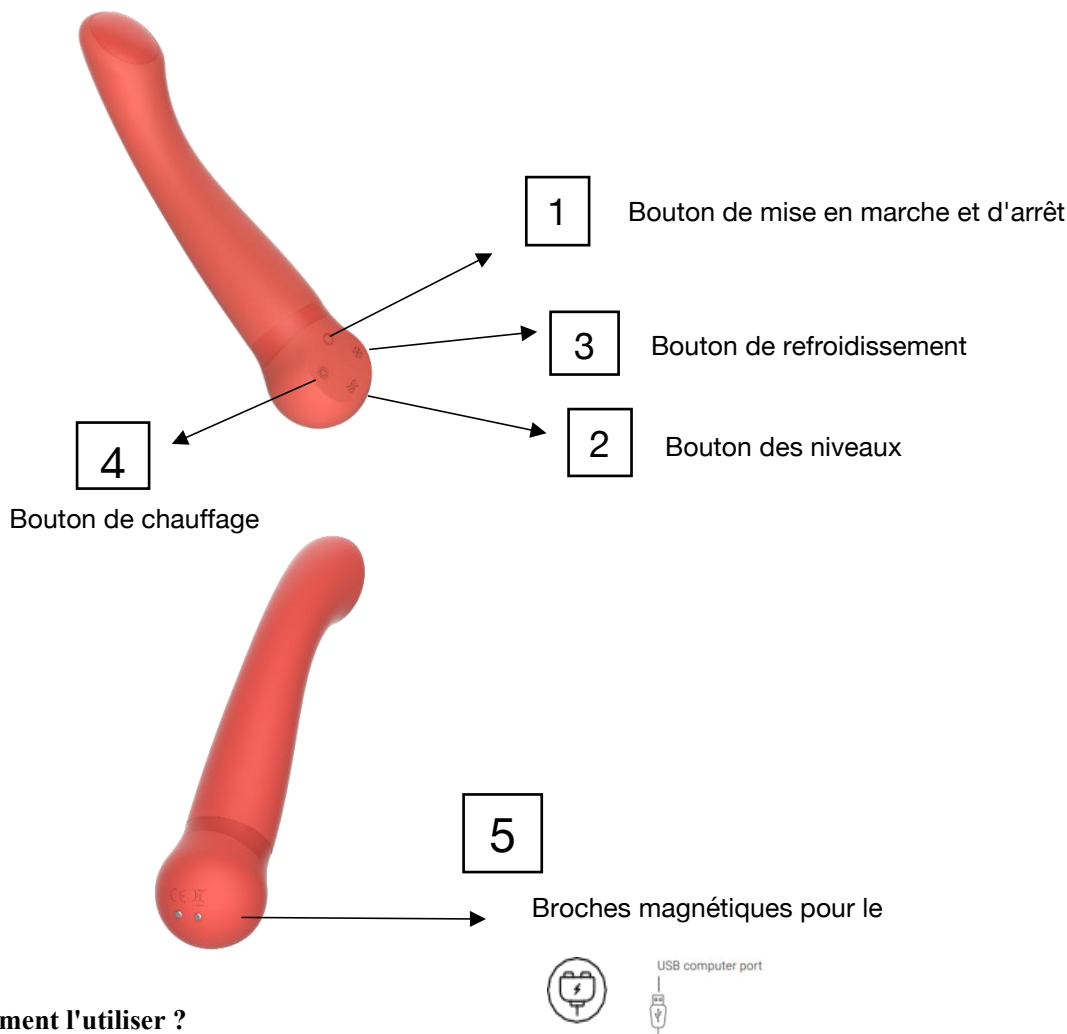 1
Bouton de mise en marche et d'arrêt
3
Bouton de refroidissement
2
Bouton des niveaux
4
Bouton de chauffage
5
CE
Broches magnétiques pour le
USB computer port
ment l'utiliser ?